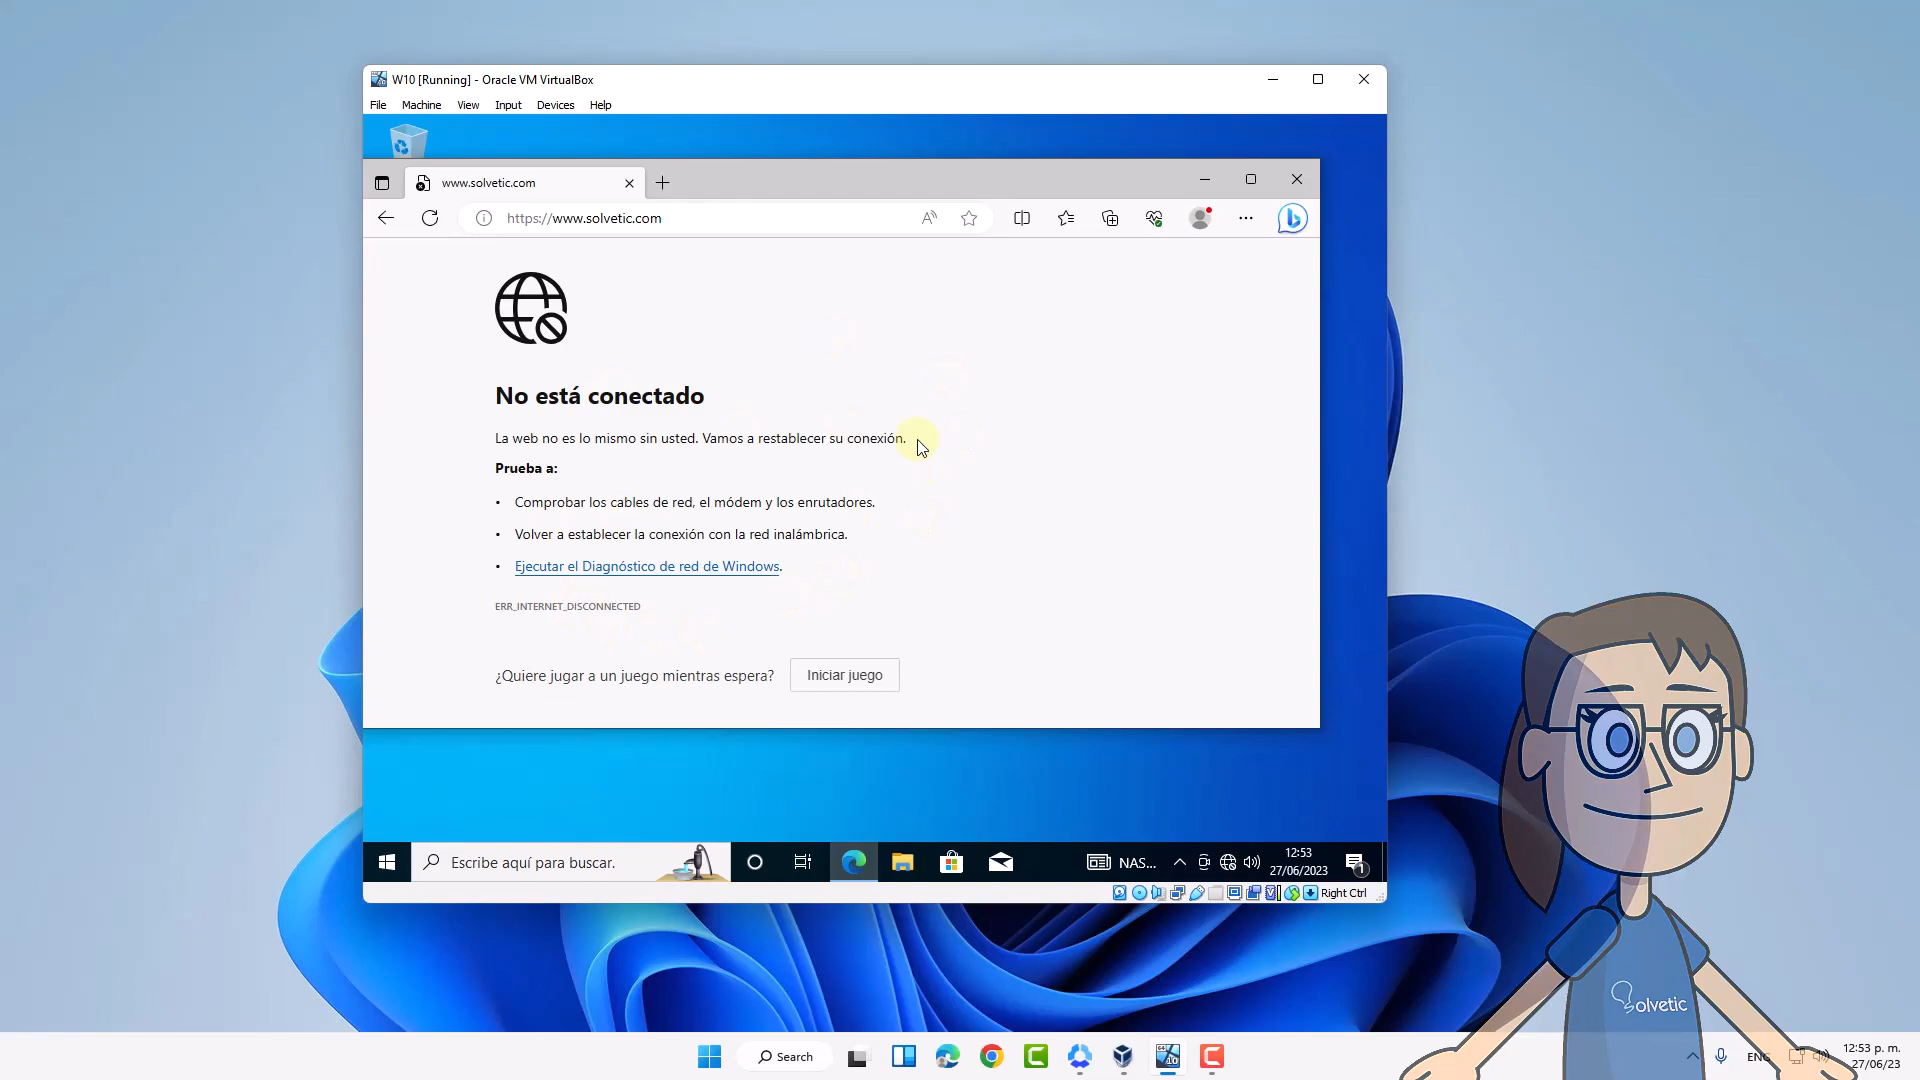 W10 [Running] - Oracle VM VirtualBox
File Machine View Input Devices Help
www.solvetic.com
https://www.solvetic.com
No está conectado
La web no es lo mismo sin usted. Vamos a restablecer su conexión.
Prueba a:
• Comprobar los cables de red, el módem y los enrutadores.
• Volver a establecer la conexión con la red inalámbrica.
• Ejecutar el Diagnóstico de red de Windows.
ERR_INTERNET_DISCONNECTED
¿Quiere jugar a un juego mientras espera? Iniciar juego
Escribe aquí para buscar.
NAS...
12:53
27/06/2023
1
Right Ctrl
Solvetic
Search
10
ENG
12:53 p. m.
27/06/23